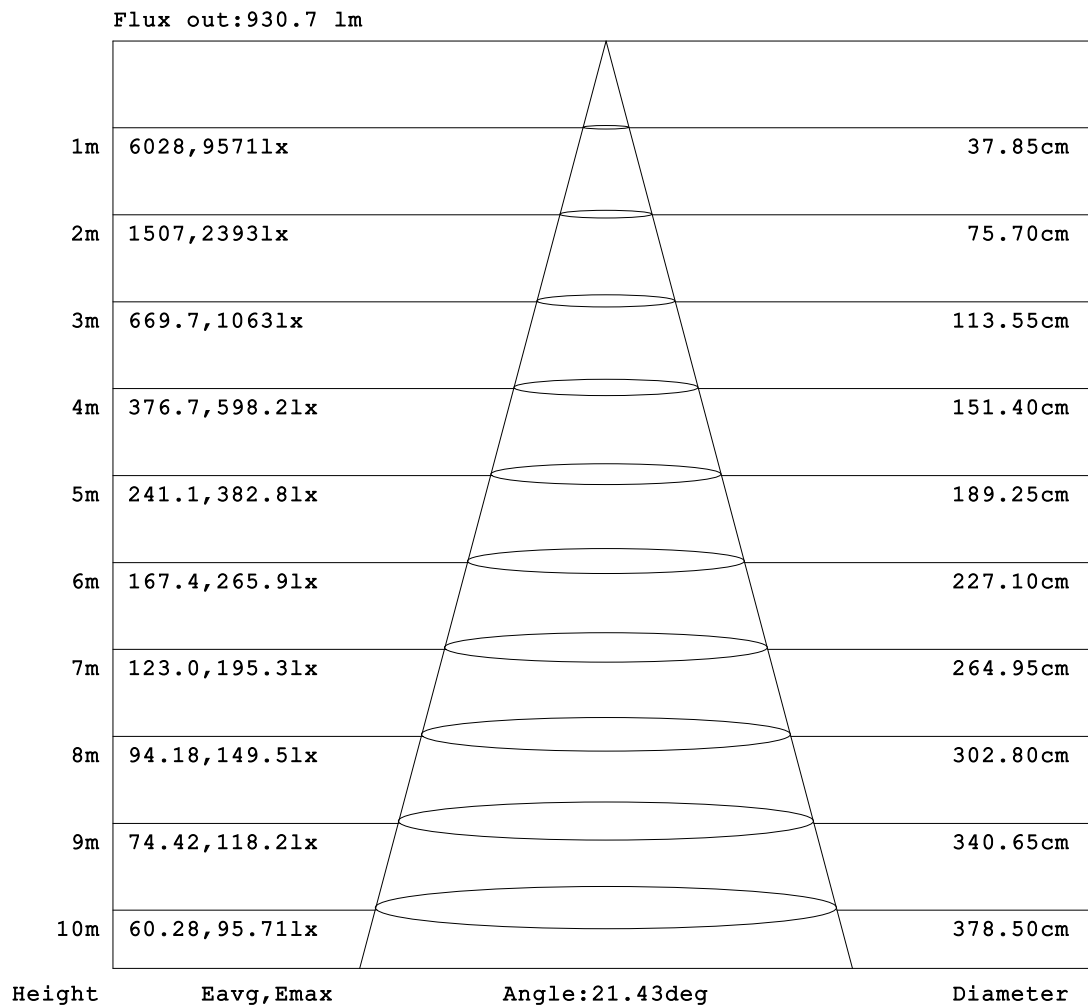 Flux out:930.7 lm
1m 6028,9571lx 37.85cm
2m 1507,2393lx 75.70cm
3m 669.7,1063lx 113.55cm
4m 376.7,598.2lx 151.40cm
5m 241.1,382.8lx 189.25cm
6m 167.4,265.9lx 227.10cm
7m 123.0,195.3lx 264.95cm
8m 94.18,149.5lx 302.80cm
9m 74.42,118.2lx 340.65cm
10m 60.28,95.71lx 378.50cm
Height Eavg,Emax Angle:21.43deg Diameter